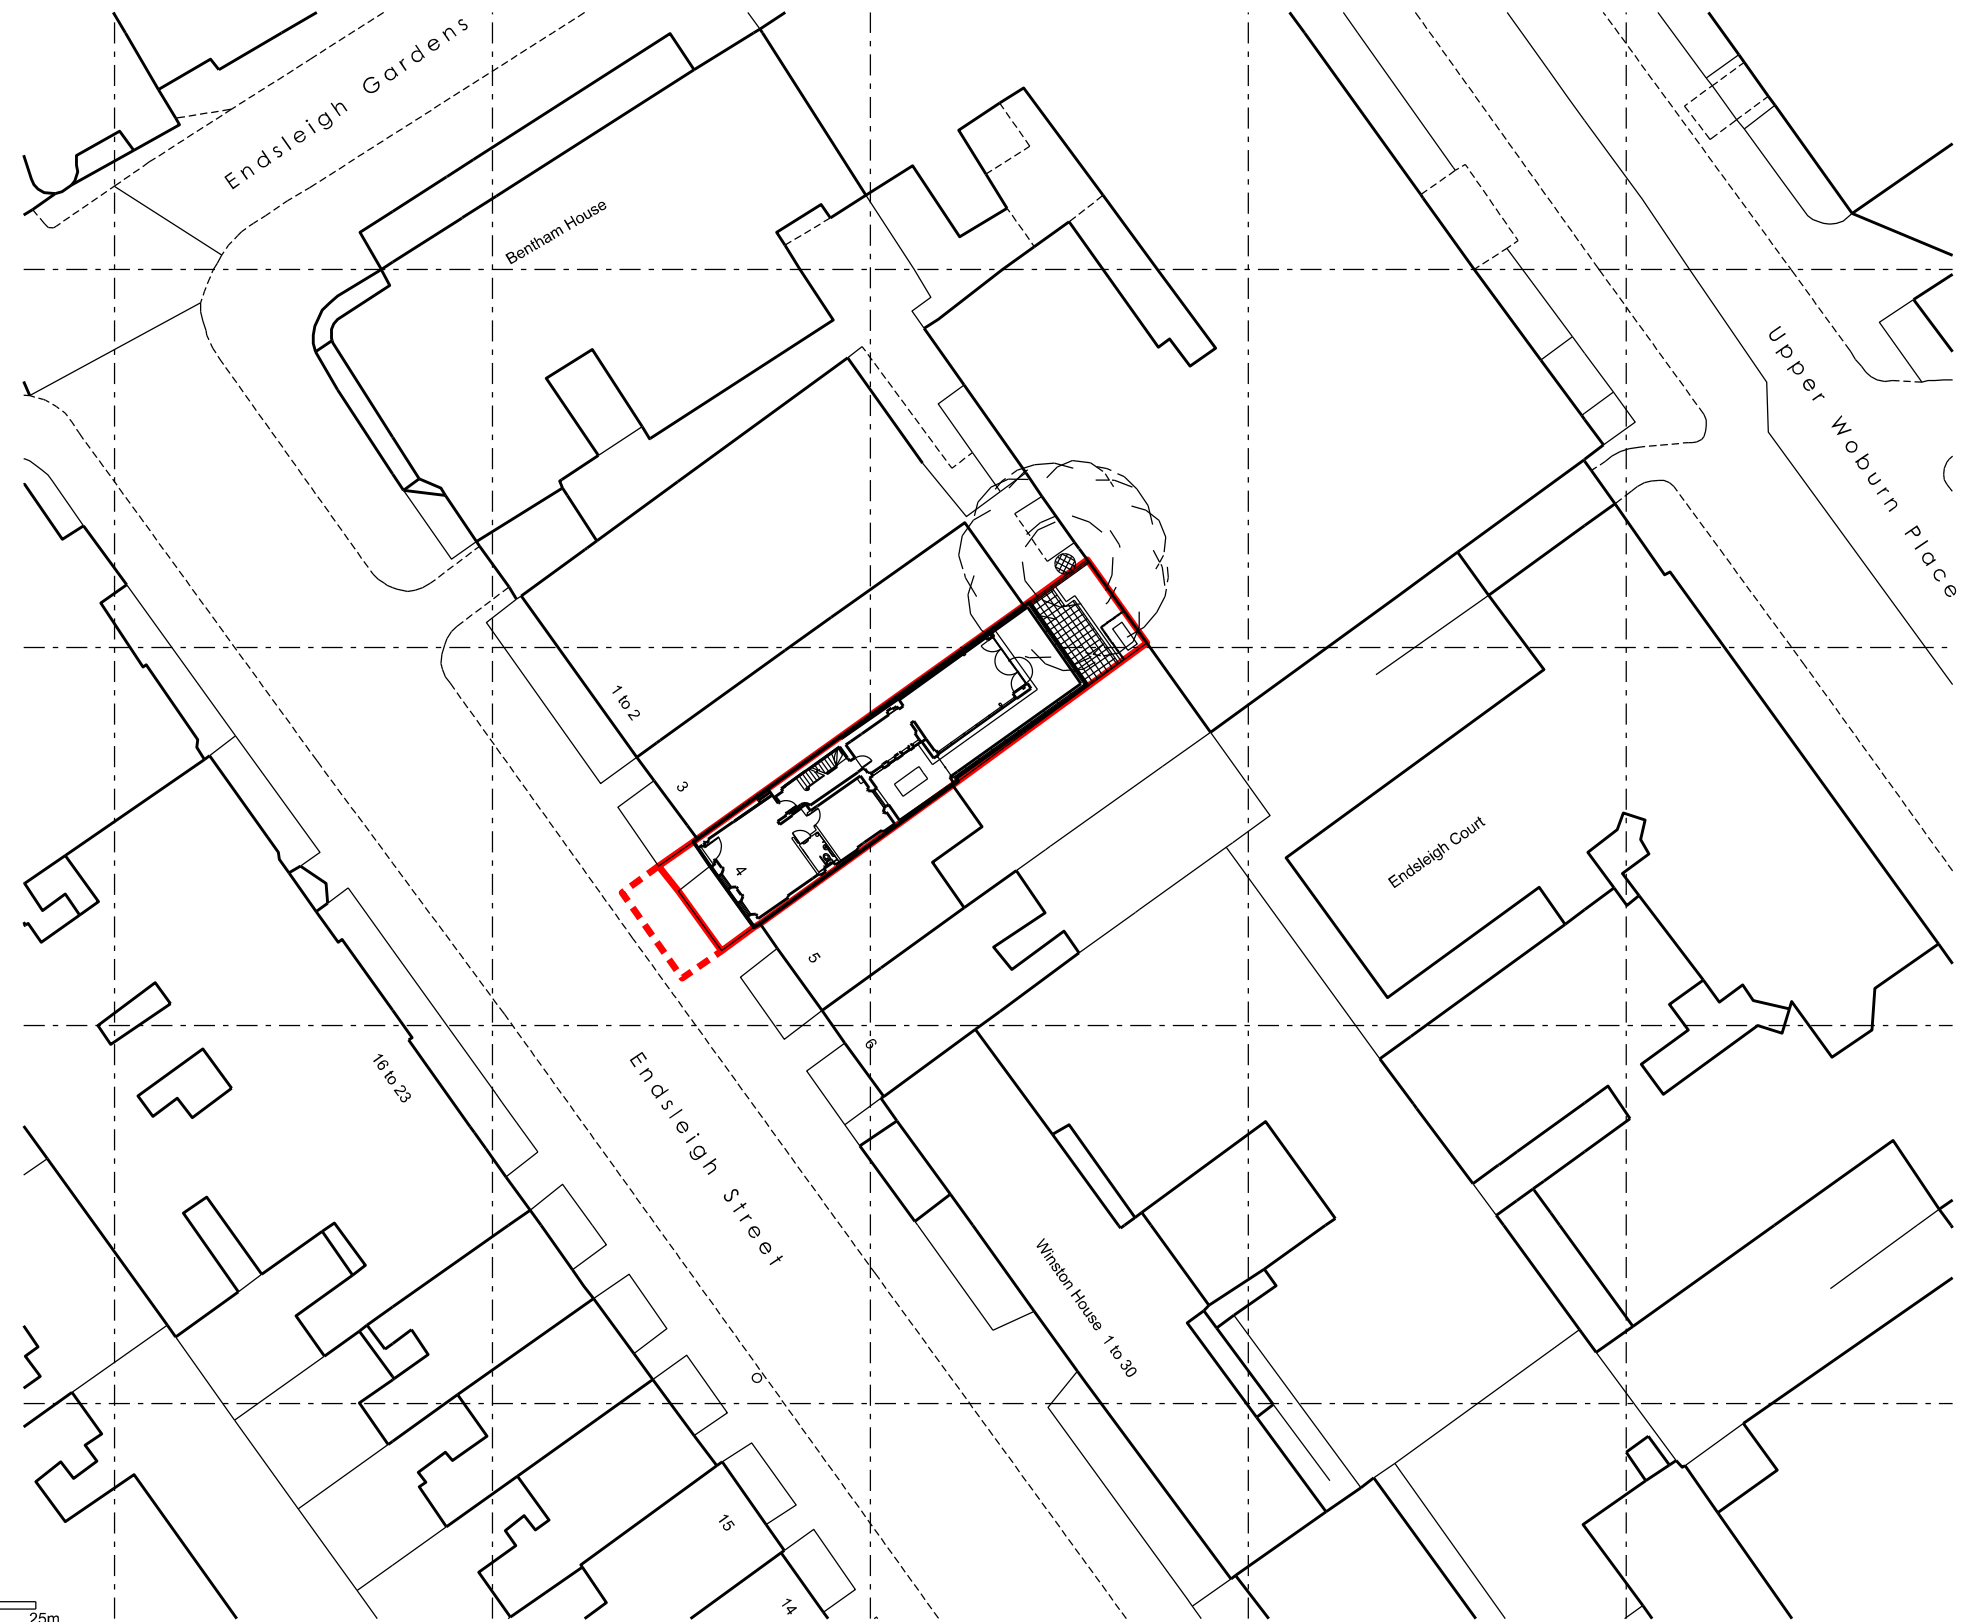 Endsleigh Gardens
Bentham House
Upper Woburn Place
1 to 2
3
4
Endsleigh Court
5
6
16 to 23
Endsleigh Street
Winston House 1 to 30
15
14
25m